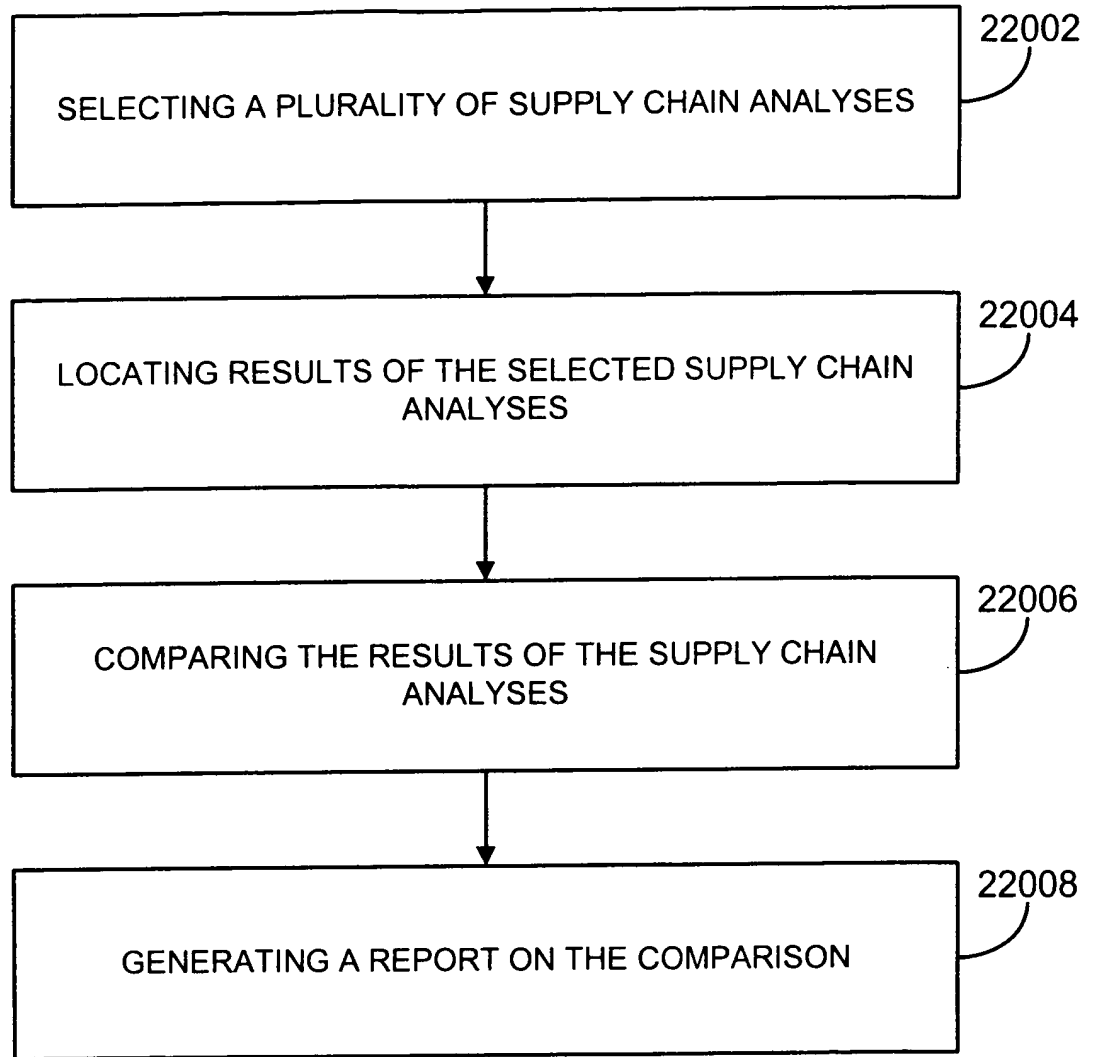 22002
SELECTING A PLURALITY OF SUPPLY CHAIN ANALYSES
22004
LOCATING RESULTS OF THE SELECTED SUPPLY CHAIN
ANALYSES
22006
COMPARING THE RESULTS OF THE SUPPLY CHAIN
ANALYSES
22008
GENERATING A REPORT ON THE COMPARISON